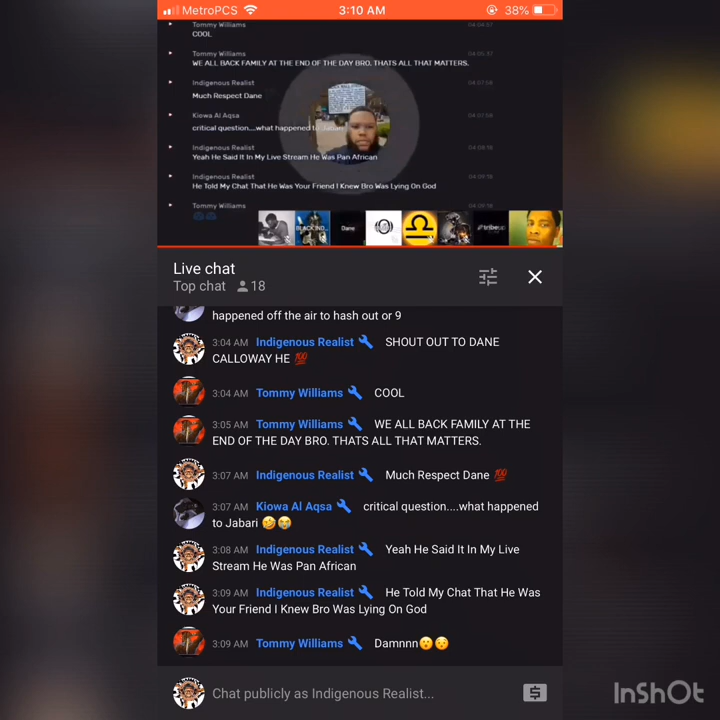 MetroPCS
3:10 AM
38%
Tommy Williams
04:04:57
COOL
Tommy Williams
WE ALL BACK FAMILY AT THE END OF THE DAY BRO. THATS ALL THAT MATTERS.
Indigenous Realist
Much Respect Dane
Kiowa Al Aqsa
critical question....what happened to Jabari
Indigenous Realist
Yeah He Said It In My Live Stream He Was Pan African
Indigenous Realist
He Told My Chat That He Was Your Friend I Knew Bro Was Lying On God
Tommy Williams
Dane
tribeup
Live chat
Top chat 18
happened off the air to hash out or 9
3:04 AM Indigenous Realist SHOUT OUT TO DANE
CALLOWAY HE 💯
3:04 AM Tommy Williams COOL
3:05 AM Tommy Williams WE ALL BACK FAMILY AT THE
END OF THE DAY BRO. THATS ALL THAT MATTERS.
3:07 AM Indigenous Realist Much Respect Dane 💯
3:07 AM Kiowa Al Aqsa critical question....what happened
to Jabari 🤣😭
3:08 AM Indigenous Realist Yeah He Said It In My Live
Stream He Was Pan African
3:09 AM Indigenous Realist He Told My Chat That He Was
Your Friend I Knew Bro Was Lying On God
3:09 AM Tommy Williams Damnnn😮😟
Chat publicly as Indigenous Realist...
InShOt